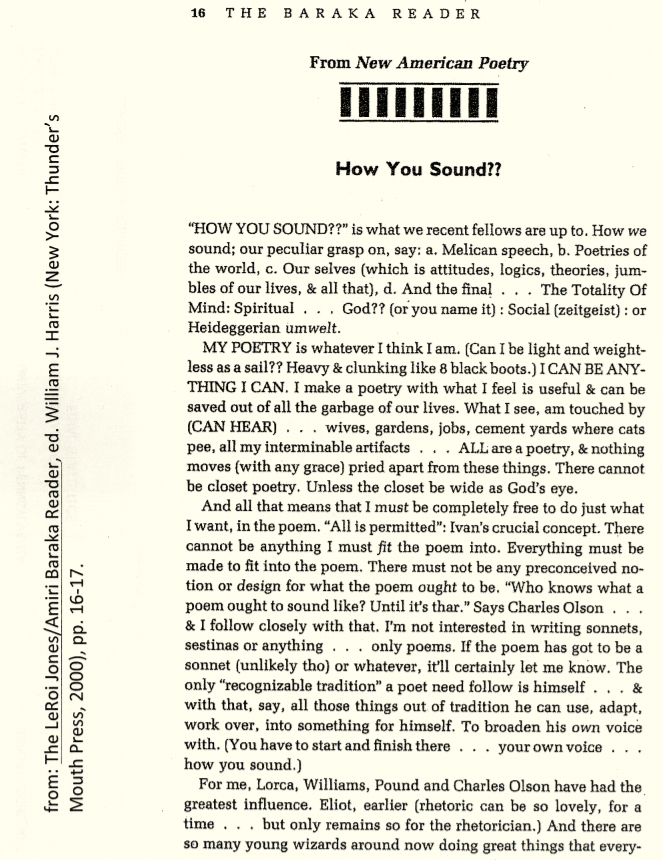 16 THE BARAKA READER
From New American Poetry
How You Sound??
"HOW YOU SOUND??" is what we recent fellows are up to. How we
sound; our peculiar grasp on, say: a. Melican speech, b. Poetries of
the world, c. Our selves (which is attitudes, logics, theories, jum-
bles of our lives, & all that), d. And the final . . . The Totality Of
Mind: Spiritual . . . God?? (or you name it) : Social (zeitgeist) : or
Heideggerian umwelt.
MY POETRY is whatever I think I am. (Can I be light and weight-
less as a sail?? Heavy & clunking like 8 black boots.) I CAN BE ANY-
THING I CAN. I make a poetry with what I feel is useful & can be
saved out of all the garbage of our lives. What I see, am touched by
(CAN HEAR) . . . wives, gardens, jobs, cement yards where cats
pee, all my interminable artifacts . . . ALL are a poetry, & nothing
moves (with any grace) pried apart from these things. There cannot
be closet poetry. Unless the closet be wide as God's eye.
And all that means that I must be completely free to do just what
I want, in the poem. "All is permitted": Ivan's crucial concept. There
cannot be anything I must fit the poem into. Everything must be
made to fit into the poem. There must not be any preconceived no-
tion or design for what the poem ought to be. "Who knows what a
poem ought to sound like? Until it's thar." Says Charles Olson . . .
& I follow closely with that. I'm not interested in writing sonnets,
sestinas or anything . . . only poems. If the poem has got to be a
sonnet (unlikely tho) or whatever, it'll certainly let me know. The
only "recognizable tradition" a poet need follow is himself . . . &
with that, say, all those things out of tradition he can use, adapt,
work over, into something for himself. To broaden his own voice
with. (You have to start and finish there . . . your own voice . . .
how you sound.)
For me, Lorca, Williams, Pound and Charles Olson have had the
greatest influence. Eliot, earlier (rhetoric can be so lovely, for a
time . . . but only remains so for the rhetorician.) And there are
so many young wizards around now doing great things that every-
from: The LeRoi Jones/Amiri Baraka Reader, ed. William J. Harris (New York: Thunder's
Mouth Press, 2000), pp. 16-17.